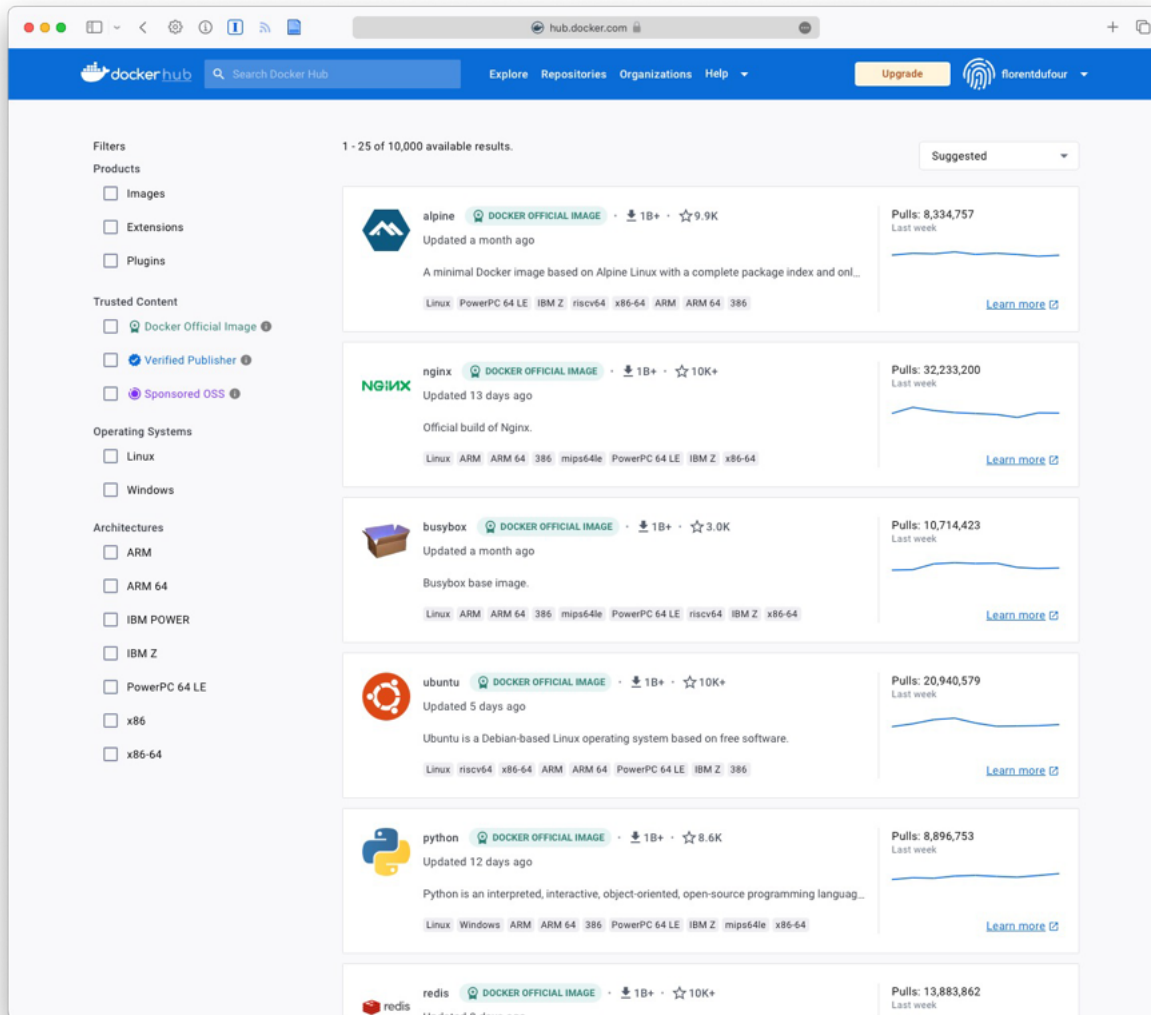 hub.docker.com
dockerhub Search Docker Hub Explore Repositories Organizations Help Upgrade florentdufour
Filters
Products
Images
Extensions
Plugins
Trusted Content
Docker Official Image
Verified Publisher
Sponsored OSS
Operating Systems
Linux
Windows
Architectures
ARM
ARM 64
IBM POWER
IBM Z
PowerPC 64 LE
x86
x86-64
1 - 25 of 10,000 available results.
Suggested
alpine DOCKER OFFICIAL IMAGE · 1B+ · 9.9K
Updated a month ago
A minimal Docker image based on Alpine Linux with a complete package index and onl...
Linux PowerPC 64 LE IBM Z riscv64 x86-64 ARM ARM 64 386
Pulls: 8,334,757
Last week
Learn more
NGINX
nginx DOCKER OFFICIAL IMAGE · 1B+ · 10K+
Updated 13 days ago
Official build of Nginx.
Linux ARM ARM 64 386 mips64le PowerPC 64 LE IBM Z x86-64
Pulls: 32,233,200
Last week
Learn more
busybox DOCKER OFFICIAL IMAGE · 1B+ · 3.0K
Updated a month ago
Busybox base image.
Linux ARM ARM 64 386 mips64le PowerPC 64 LE riscv64 IBM Z x86-64
Pulls: 10,714,423
Last week
Learn more
ubuntu DOCKER OFFICIAL IMAGE · 1B+ · 10K+
Updated 5 days ago
Ubuntu is a Debian-based Linux operating system based on free software.
Linux riscv64 x86-64 ARM ARM 64 PowerPC 64 LE IBM Z 386
Pulls: 20,940,579
Last week
Learn more
python DOCKER OFFICIAL IMAGE · 1B+ · 8.6K
Updated 12 days ago
Python is an interpreted, interactive, object-oriented, open-source programming languag...
Linux Windows ARM ARM 64 386 PowerPC 64 LE IBM Z mips64le x86-64
Pulls: 8,896,753
Last week
Learn more
redis
redis DOCKER OFFICIAL IMAGE · 1B+ · 10K+
Pulls: 13,883,862
Last week